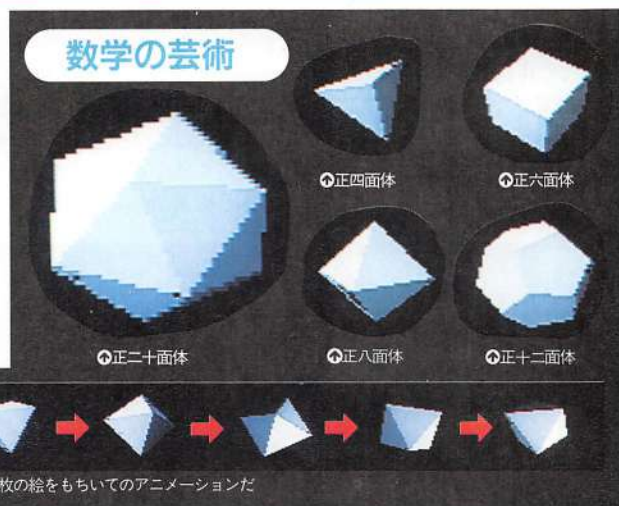 数学の芸術
正四面体
正六面体
正二十面体
正八面体
正十二面体
枚の絵をもちいてのアニメーションだ